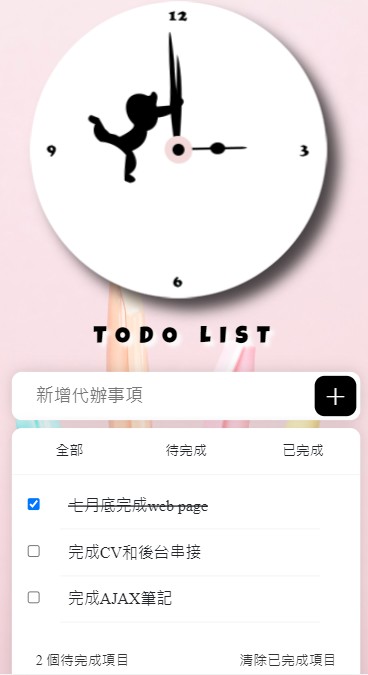 12
9
3
6
TODO LIST
新增代辦事項
全部 待完成 已完成
七月底完成web page
完成CV和後台串接
完成AJAX筆記
2 個待完成項目 清除已完成項目